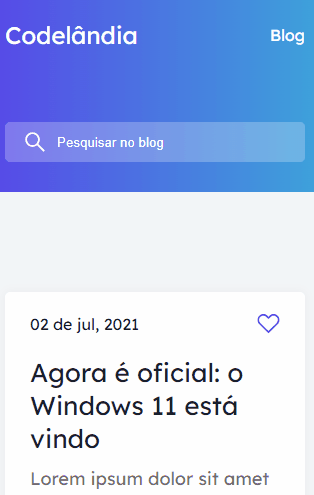 Codelândia
Blog
Pesquisar no blog
02 de jul, 2021
Agora é oficial: o
Windows 11 está
vindo
Lorem ipsum dolor sit amet